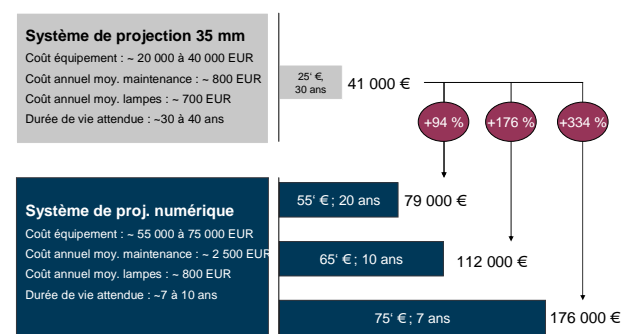 Système de projection 35 mm
Coût équipement : ~ 20 000 à 40 000 EUR
Coût annuel moy. maintenance : ~ 800 EUR
Coût annuel moy. lampes : ~ 700 EUR
Durée de vie attendue : ~30 à 40 ans
25‘ €,
30 ans
41 000 €
+94 %
+176 %
+334 %
Système de proj. numérique
Coût équipement : ~ 55 000 à 75 000 EUR
Coût annuel moy. maintenance : ~ 2 500 EUR
Coût annuel moy. lampes : ~ 800 EUR
Durée de vie attendue : ~7 à 10 ans
55‘ € ; 20 ans
79 000 €
65‘ € ; 10 ans
112 000 €
75‘ € ; 7 ans
176 000 €